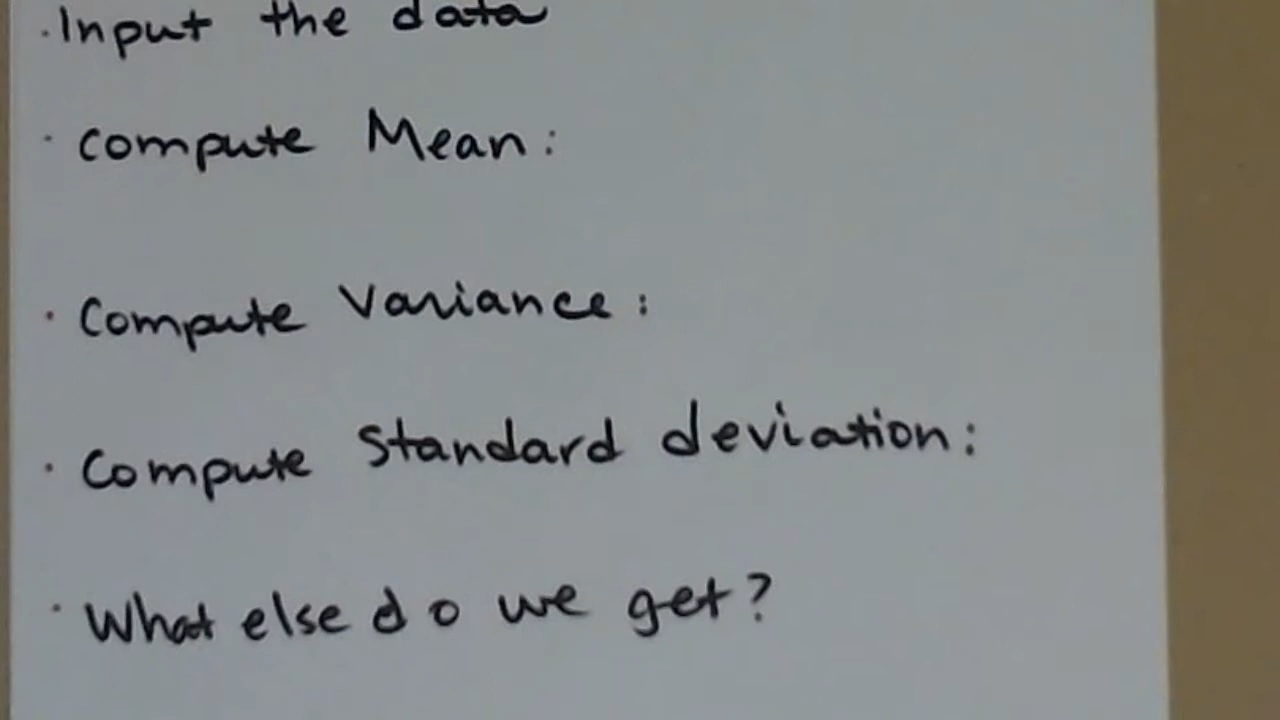 · Input the data
· Compute Mean:
· Compute Variance:
· Compute Standard deviation:
· What else do we get?